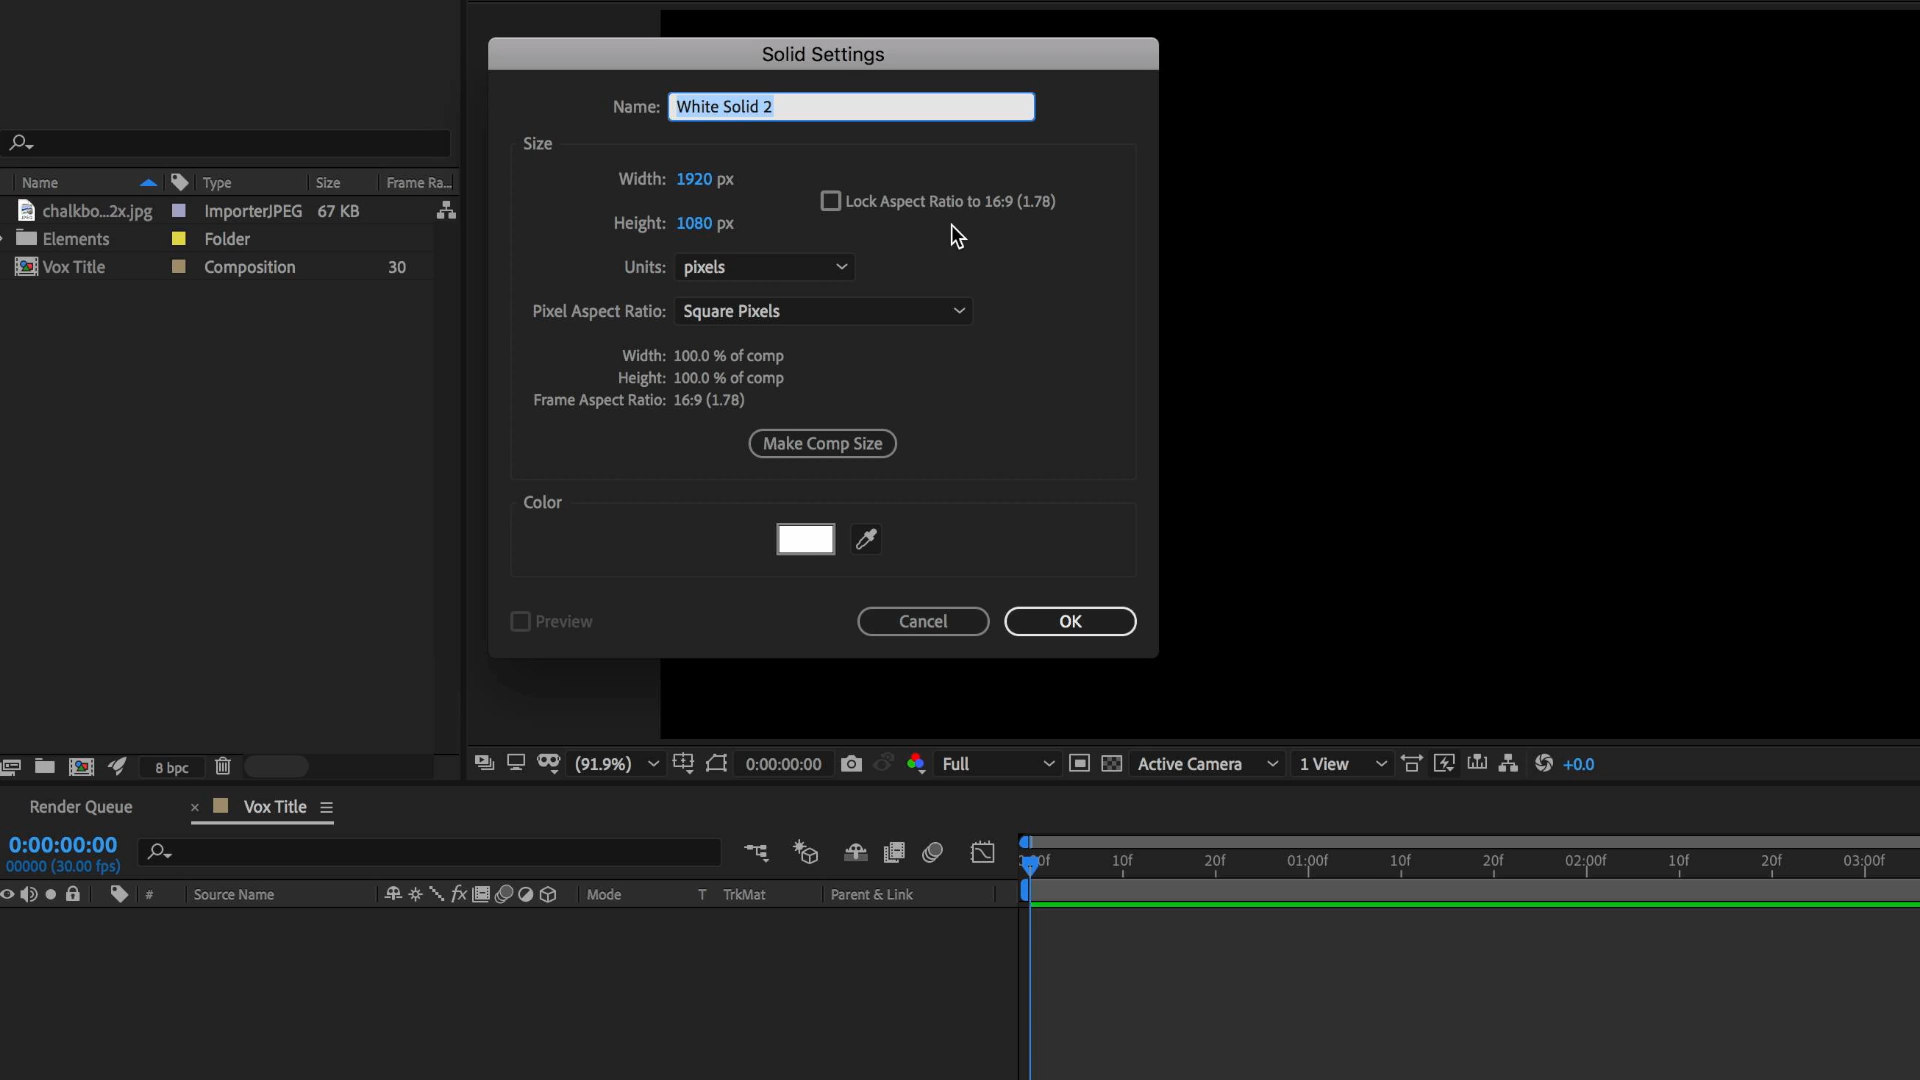 Solid Settings
Name: White Solid 2
Size
Width: 1920 px
Lock Aspect Ratio to 16:9 (1.78)
Height: 1080 px
Units: pixels
Pixel Aspect Ratio: Square Pixels
Width: 100.0 % of comp
Height: 100.0 % of comp
Frame Aspect Ratio: 16:9 (1.78)
Make Comp Size
Color
Preview
Cancel
OK
Name Type Size Frame Ra...
chalkbo...2x.jpg ImporterJPEG 67 KB
Elements Folder
Vox Title Composition 30
8 bpc
(91.9%) 0:00:00:00 Full Active Camera 1 View +0.0
Render Queue × Vox Title
0:00:00:00
00000 (30.00 fps)
10f 20f 01:00f 10f 20f 02:00f 10f 20f 03:00f
# Source Name fx Mode T TrkMat Parent & Link